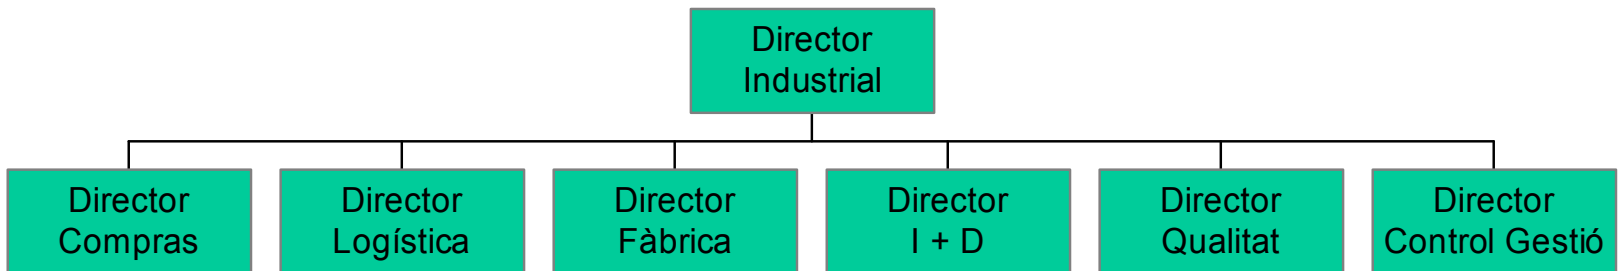 Director
Industrial
Director
Compras
Director
Logística
Director
Fàbrica
Director
I + D
Director
Qualitat
Director
Control Gestió